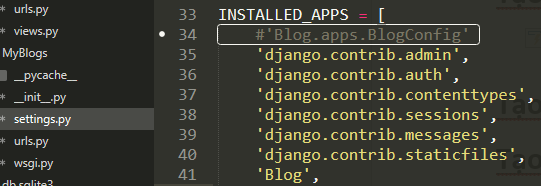 urls.py
views.py
MyBlogs
__pycache__
__init__.py
settings.py
urls.py
wsgi.py
db.sqlite3
33 INSTALLED_APPS = [
34 #'Blog.apps.BlogConfig'
35 'django.contrib.admin',
36 'django.contrib.auth',
37 'django.contrib.contenttypes',
38 'django.contrib.sessions',
39 'django.contrib.messages',
40 'django.contrib.staticfiles',
41 'Blog',